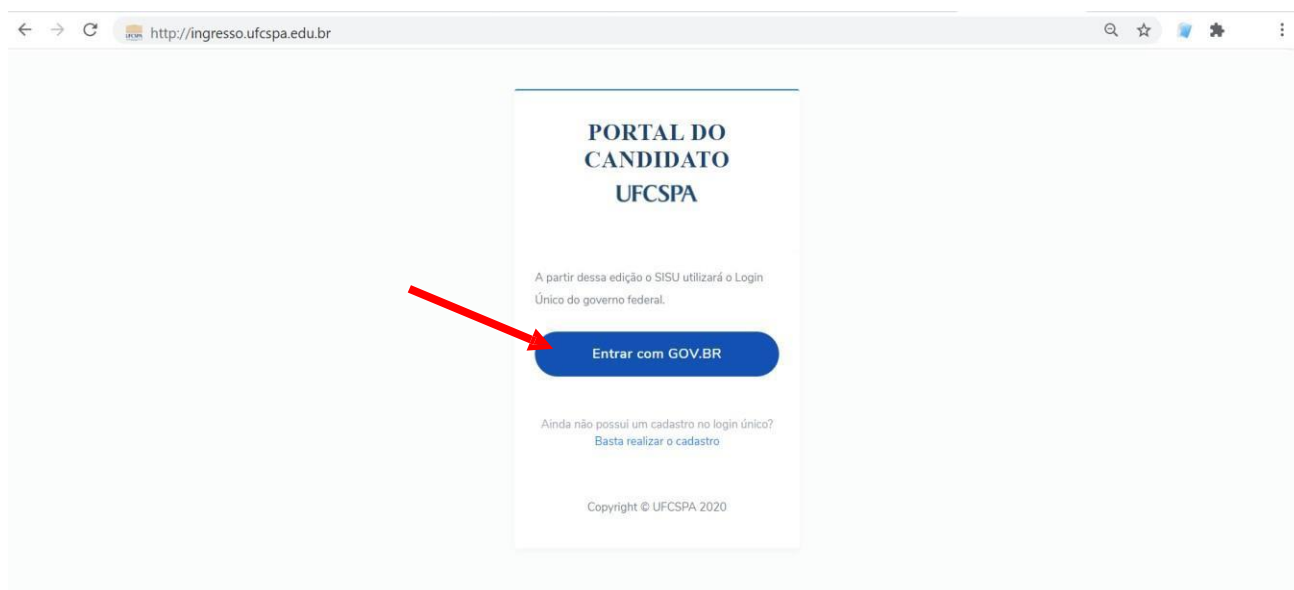 http://ingresso.ufcspa.edu.br
PORTAL DO
CANDIDATO
UFCSPA
A partir dessa edição o SISU utilizará o Login
Único do governo federal.
Entrar com GOV.BR
Ainda não possui um cadastro no login único?
Basta realizar o cadastro
Copyright © UFCSPA 2020